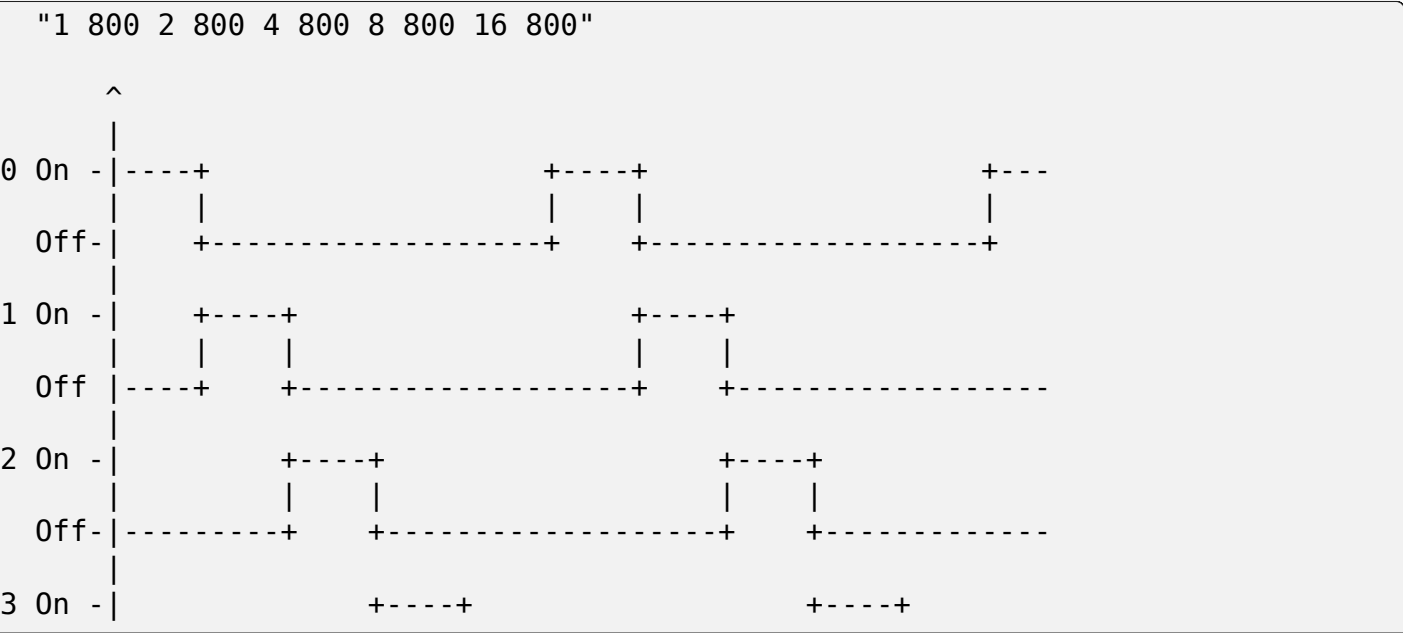 "1 800 2 800 4 800 8 800 16 800"
^
|
0 On -|----+                   +----+                   +---
      |    |                   |    |                   |
  Off-|    +-------------------+    +-------------------+
      |
1 On -|    +----+                   +----+
      |    |    |                   |    |
  Off |----+    +-------------------+    +------------------
      |
2 On -|         +----+                   +----+
      |         |    |                   |    |
  Off-|---------+    +-------------------+    +-------------
      |
3 On -|              +----+                   +----+